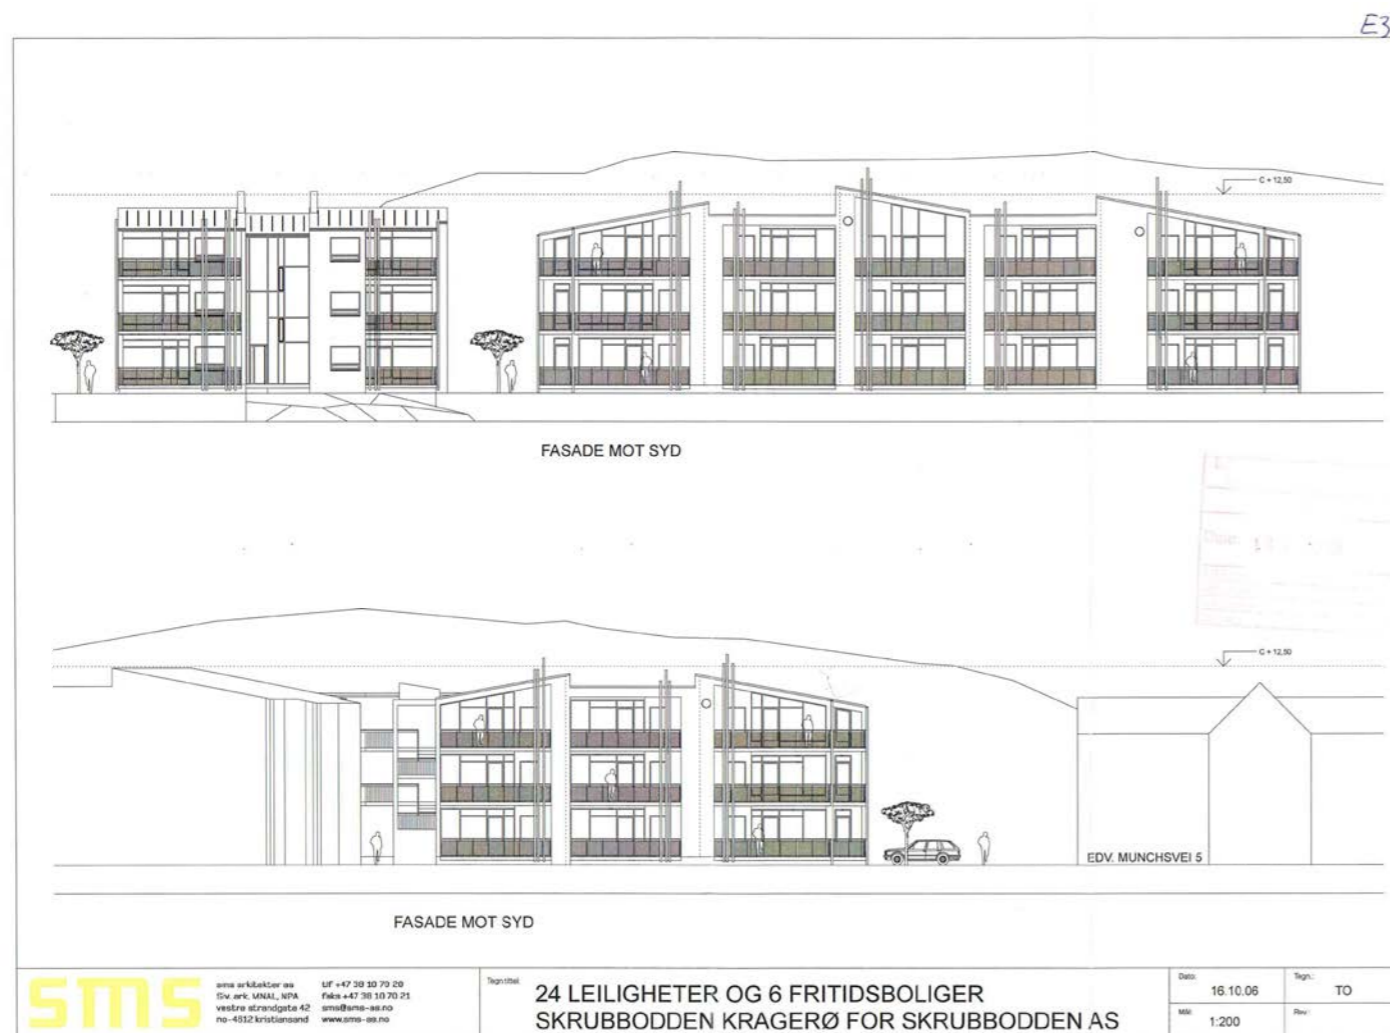 E3
C + 12,50
FASADE MOT SYD
C + 12,50
EDV. MUNCHSVEI 5
FASADE MOT SYD
sms
sms arkitekter as
Siv. ark. MNAL, NPA
vestre strandgate 42
no-4612 kristiansand
tlf +47 38 10 70 20
faks +47 38 10 70 21
sms@sms-as.no
www.sms-as.no
Tegn tittel:
24 LEILIGHETER OG 6 FRITIDSBOLIGER
SKRUBBODDEN KRAGERØ FOR SKRUBBODDEN AS
Dato:
16.10.06
Tegn.:
TO
Mål:
1:200
Rev.: